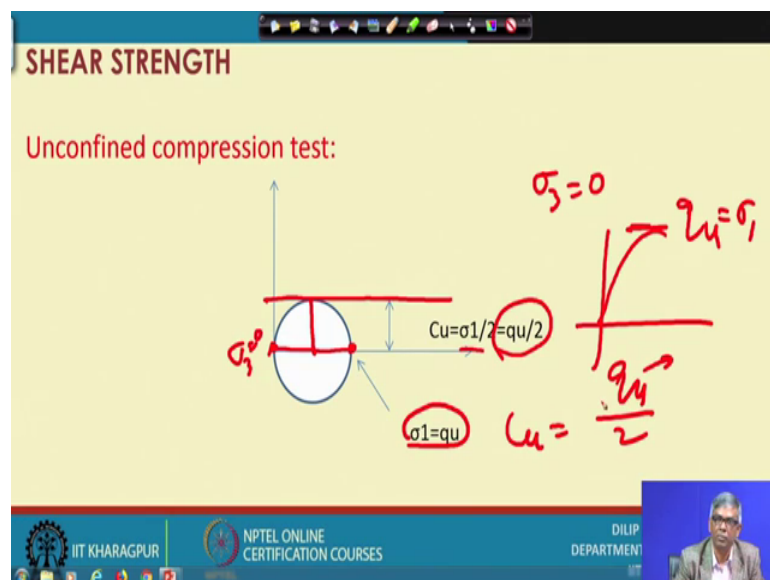 SHEAR STRENGTH
Unconfined compression test:
σ3=0
qu=σ1
Cu=σ1/2=qu/2
σ3=0
σ1=qu
Cu = qu/2
IIT KHARAGPUR
NPTEL ONLINE
CERTIFICATION COURSES
DILIP
DEPARTMENT